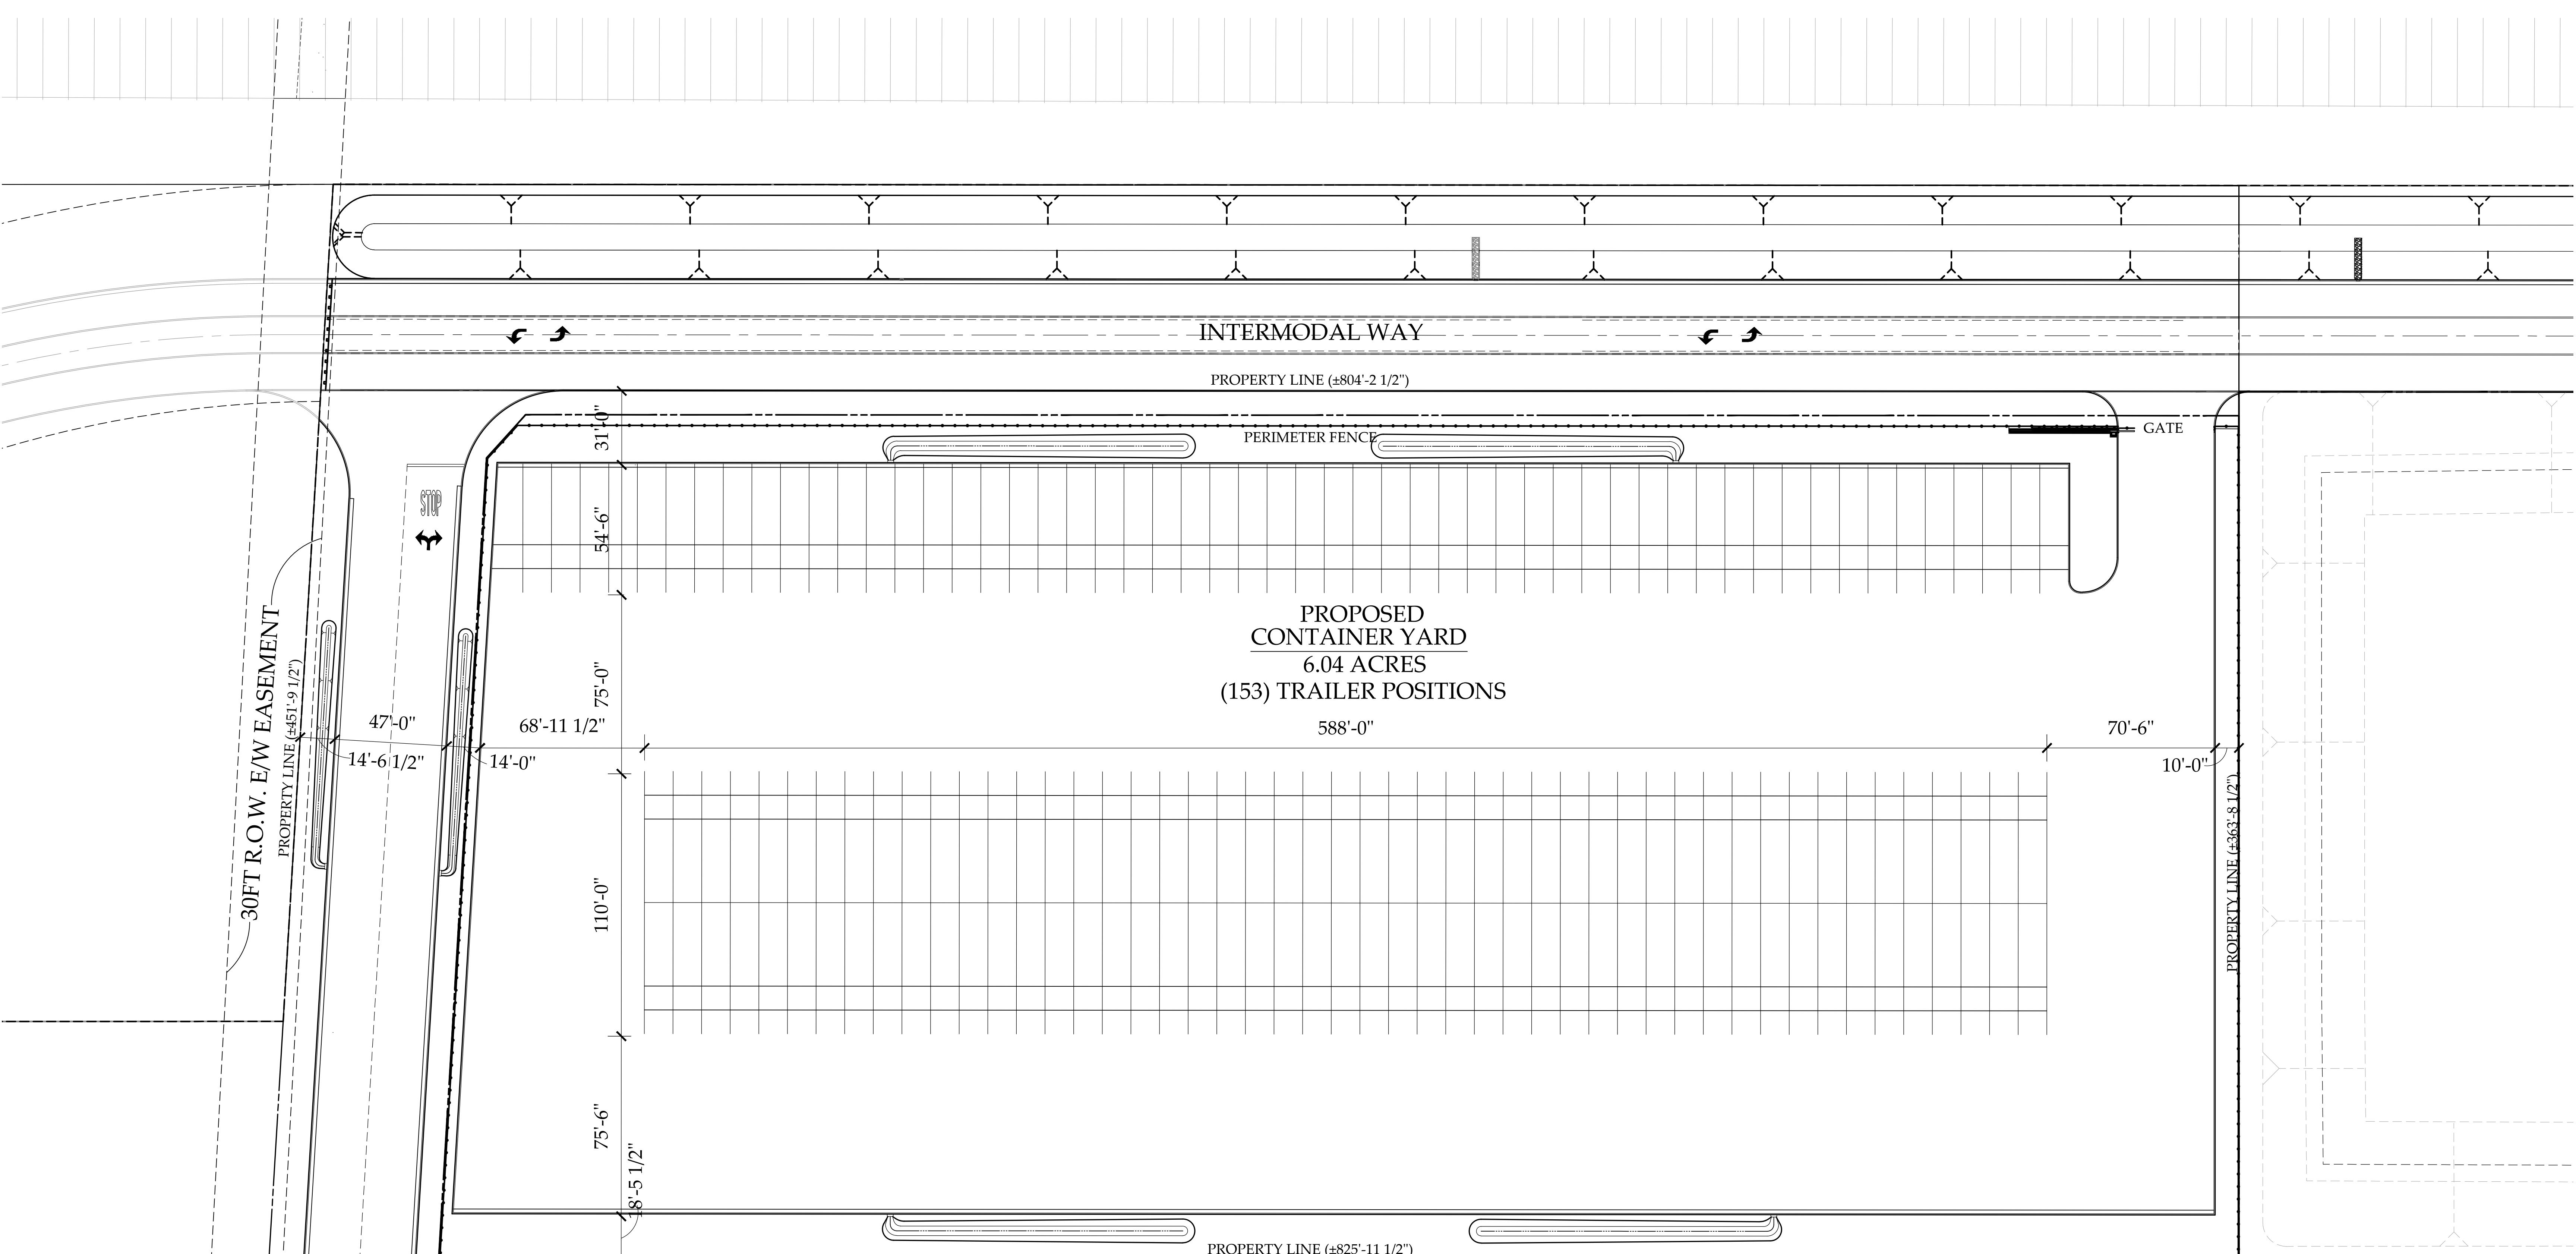 INTERMODAL WAY
PROPERTY LINE (±804'-2 1/2")
31'-0"
PERIMETER FENCE
GATE
STOP
54'-6"
PROPOSED
CONTAINER YARD
6.04 ACRES
(153) TRAILER POSITIONS
30FT R.O.W. E/W EASEMENT
PROPERTY LINE (±451'-9 1/2")
75'-0"
47'-0"
68'-11 1/2"
588'-0"
70'-6"
14'-6 1/2"
14'-0"
10'-0"
PROPERTY LINE (±363'-8 1/2")
110'-0"
75'-6"
18'-5 1/2"
PROPERTY LINE (±825'-11 1/2")